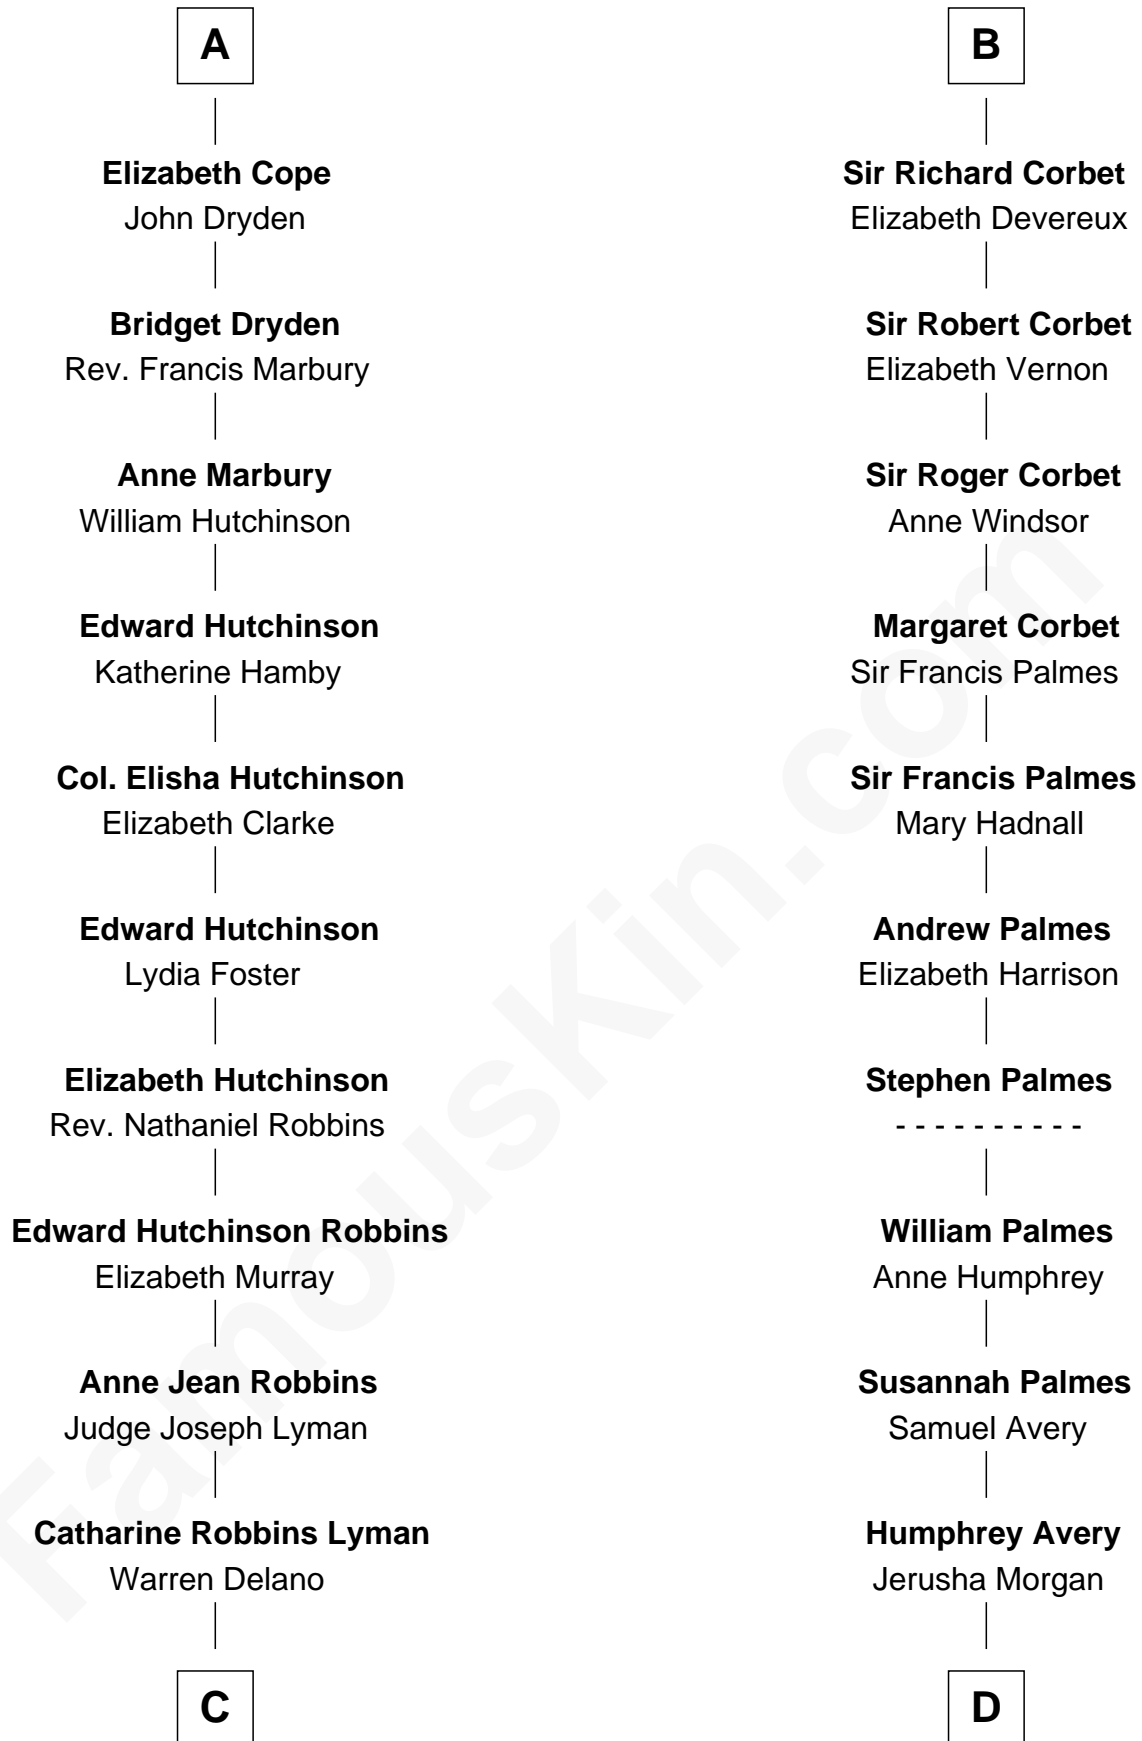 A
Elizabeth Cope
John Dryden
Bridget Dryden
Rev. Francis Marbury
Anne Marbury
William Hutchinson
Edward Hutchinson
Katherine Hamby
Col. Elisha Hutchinson
Elizabeth Clarke
Edward Hutchinson
Lydia Foster
Elizabeth Hutchinson
Rev. Nathaniel Robbins
Edward Hutchinson Robbins
Elizabeth Murray
Anne Jean Robbins
Judge Joseph Lyman
Catharine Robbins Lyman
Warren Delano
C
B
Sir Richard Corbet
Elizabeth Devereux
Sir Robert Corbet
Elizabeth Vernon
Sir Roger Corbet
Anne Windsor
Margaret Corbet
Sir Francis Palmes
Sir Francis Palmes
Mary Hadnall
Andrew Palmes
Elizabeth Harrison
Stephen Palmes
- - - - - - - - - -
William Palmes
Anne Humphrey
Susannah Palmes
Samuel Avery
Humphrey Avery
Jerusha Morgan
D
FamousKin.com